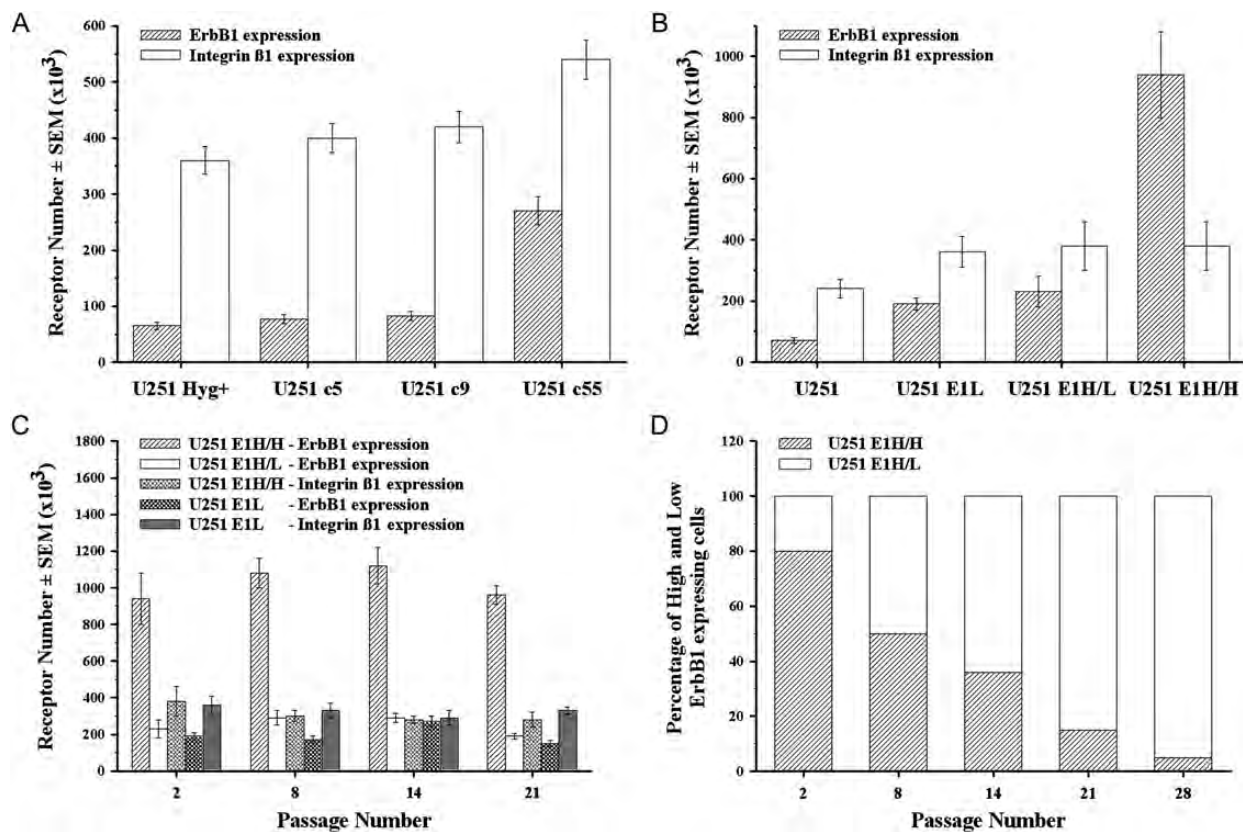 A
ErbB1 expression
Integrin ß1 expression
Receptor Number ± SEM (x10³)
600
500
400
300
200
100
0
U251 Hyg+ U251 c5 U251 c9 U251 c55
B
ErbB1 expression
Integrin ß1 expression
Receptor Number ± SEM (x10³)
1000
800
600
400
200
0
U251 U251 E1L U251 E1H/L U251 E1H/H
C
U251 E1H/H - ErbB1 expression
U251 E1H/L - ErbB1 expression
U251 E1H/H - Integrin ß1 expression
U251 E1L - ErbB1 expression
U251 E1L - Integrin ß1 expression
Receptor Number ± SEM (x10³)
1800
1600
1400
1200
1000
800
600
400
200
0
2 8 14 21
Passage Number
D
U251 E1H/H
U251 E1H/L
Percentage of High and Low
ErbB1 expressing cells
120
100
80
60
40
20
0
2 8 14 21 28
Passage Number